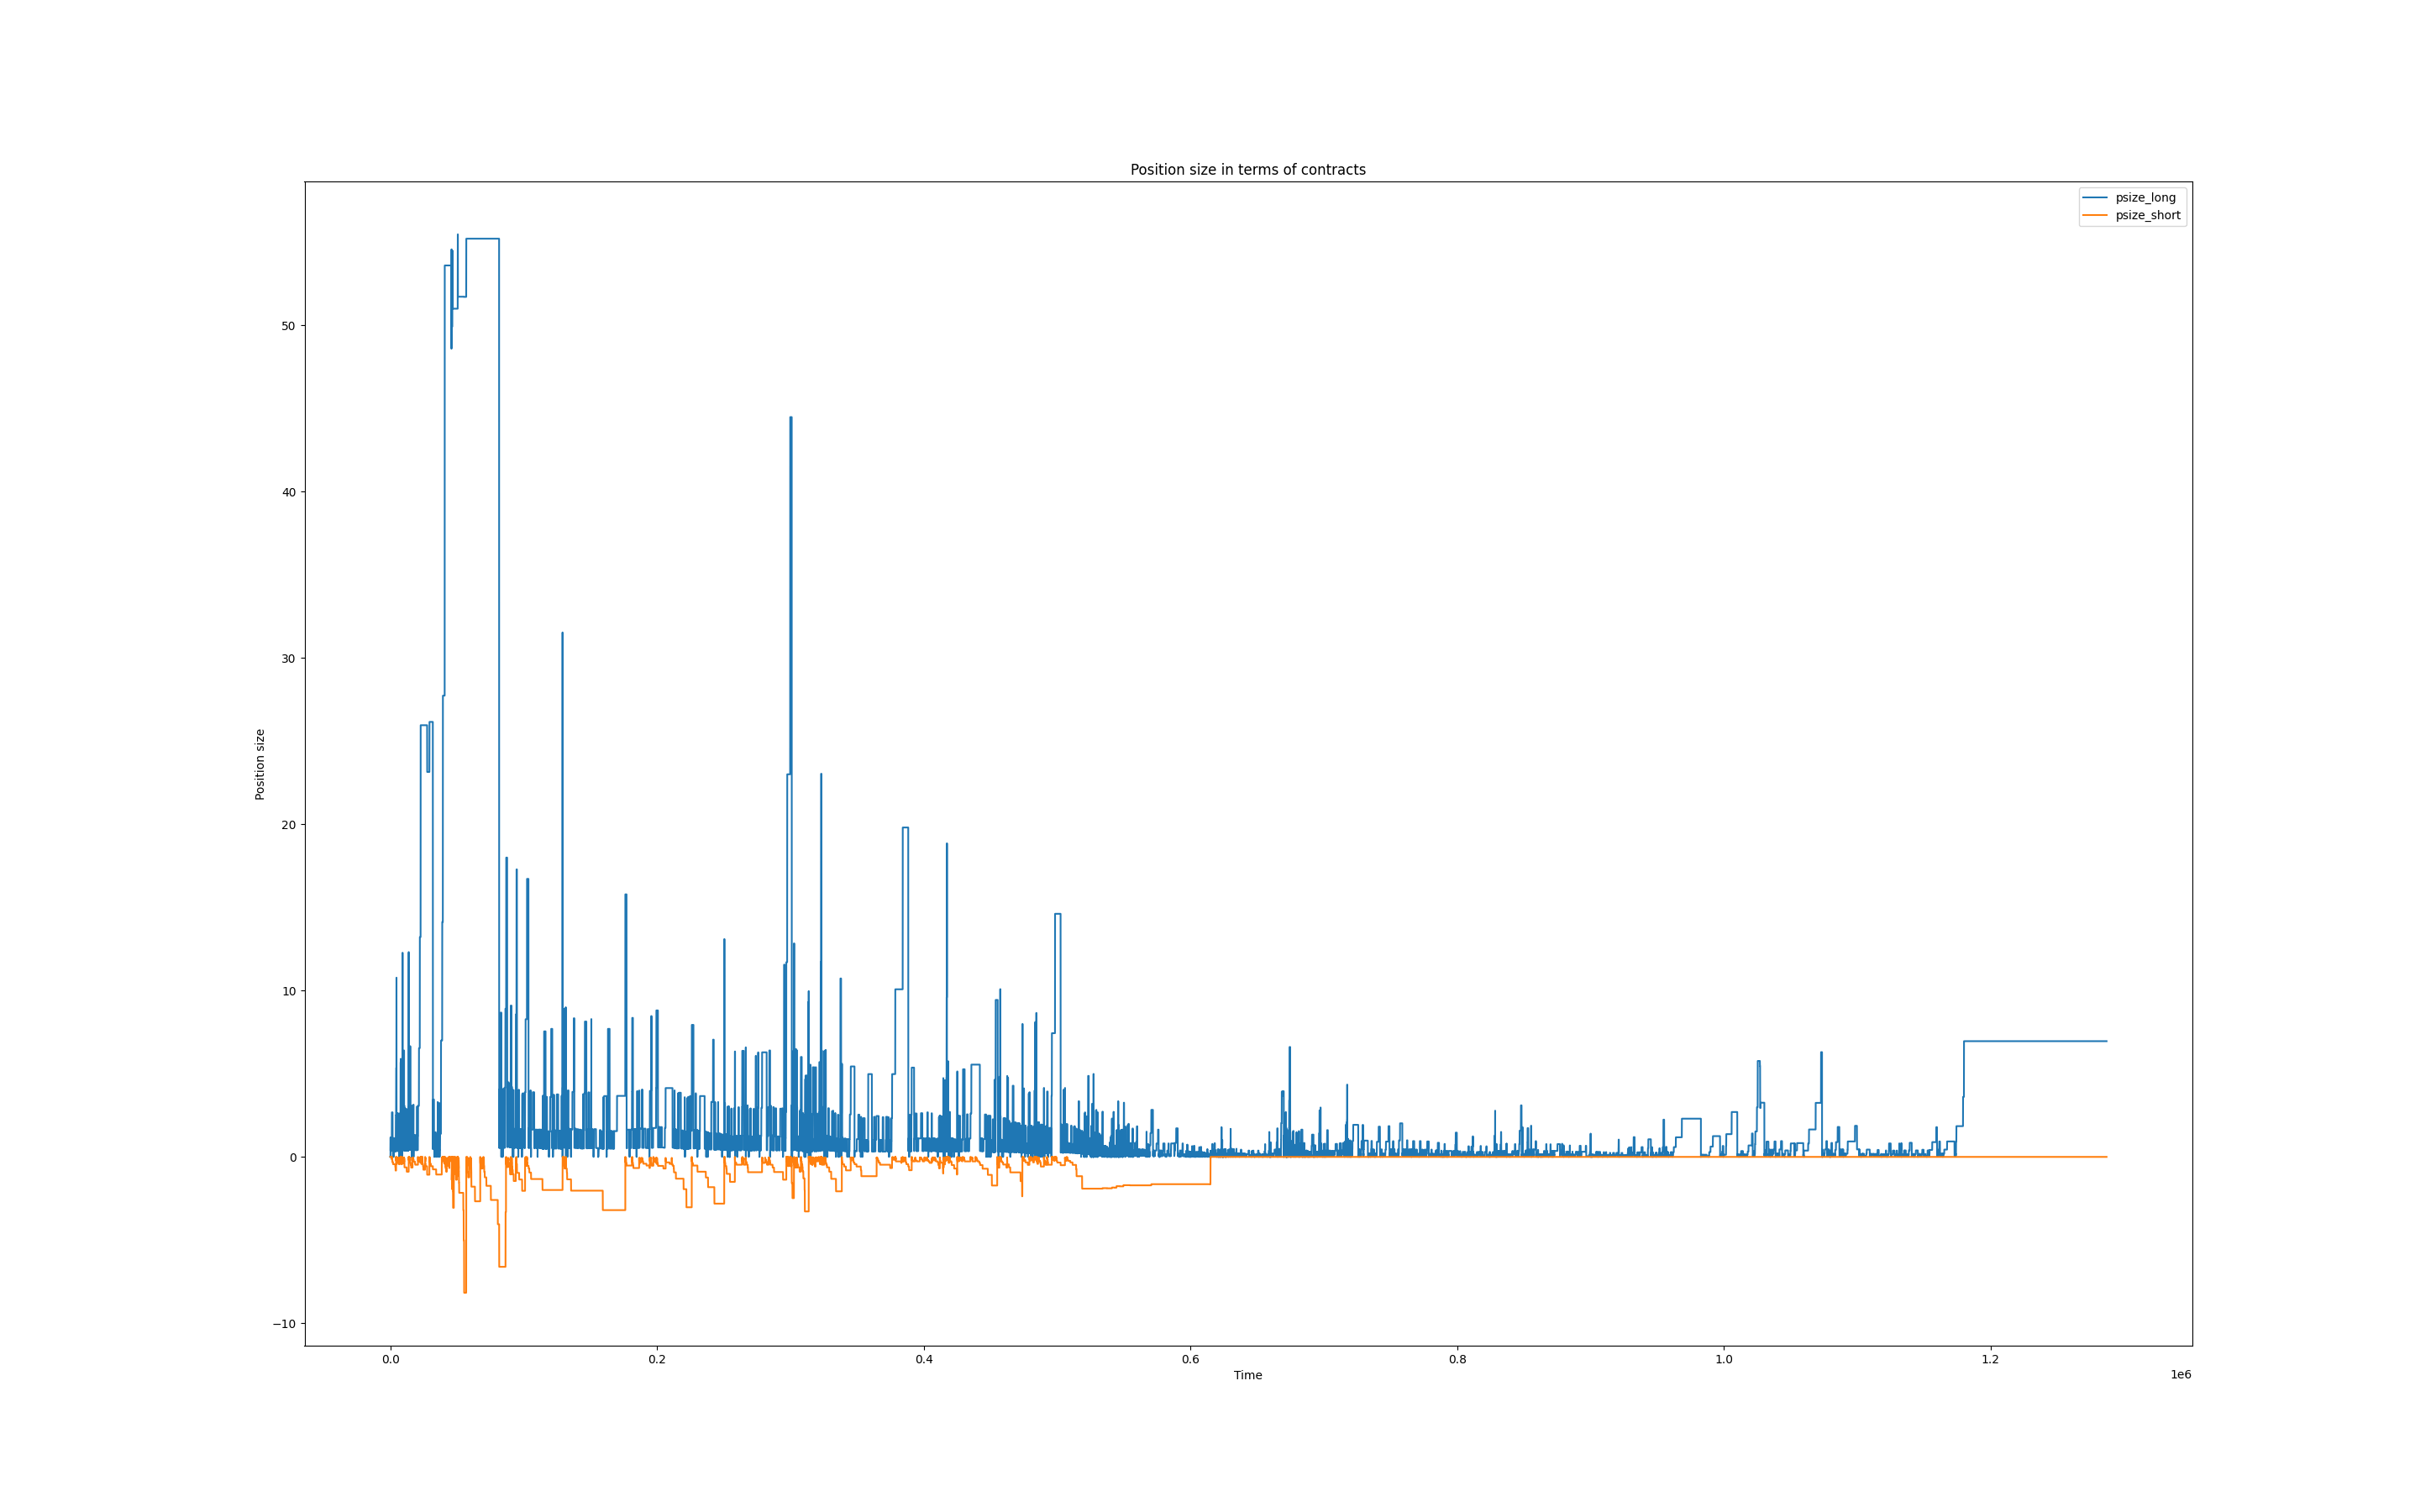 Position size in terms of contracts
psize_long
psize_short
Position size
50
40
30
20
10
0
−10
0.0
0.2
0.4
0.6
0.8
1.0
1.2
1e6
Time